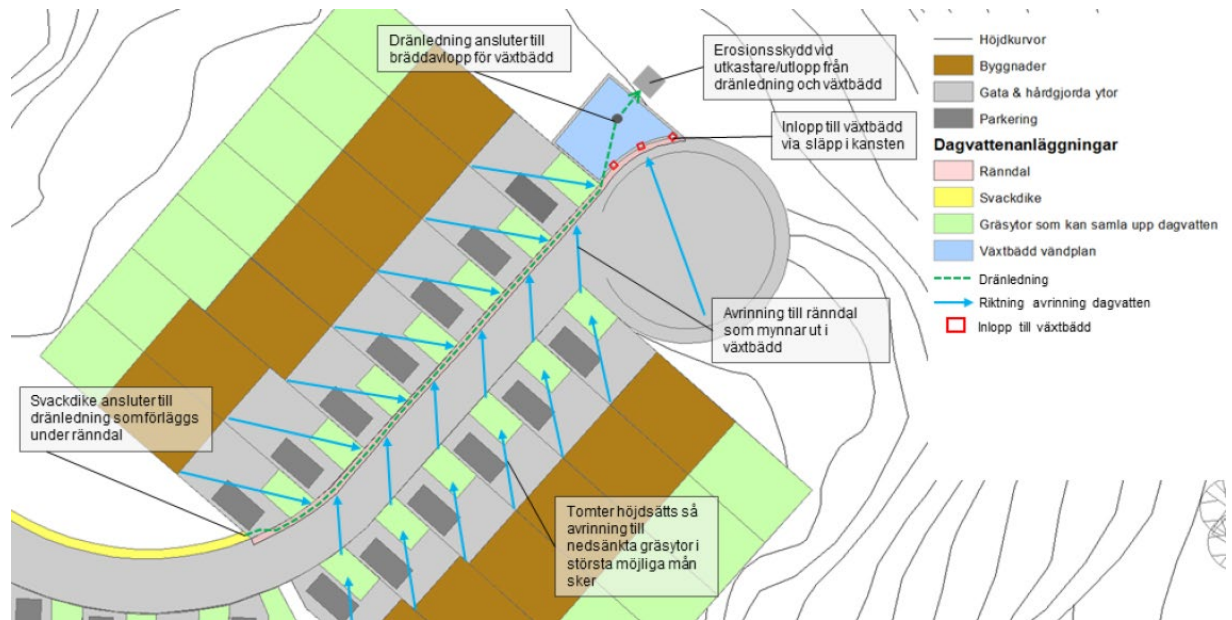 Dränledning ansluter till
bräddavlopp för växtbädd
Erosionsskydd vid
utkastare/utlopp från
dränledning och växtbädd
Inlopp till växtbädd
via släpp i kansten
Avrinning till ränndal
som mynnar ut i
växtbädd
Svackdike ansluter till
dränledning somförläggs
under ränndal
Tomter höjdsätts så
avrinning till
nedsänkta gräsytor i
största möjliga mån
sker
Höjdkurvor
Byggnader
Gata & hårdgjorda ytor
Parkering
Dagvattenanläggningar
Ränndal
Svackdike
Gräsytor som kan samla upp dagvatten
Växtbädd vändplan
Dränledning
Riktning avrinning dagvatten
Inlopp till växtbädd